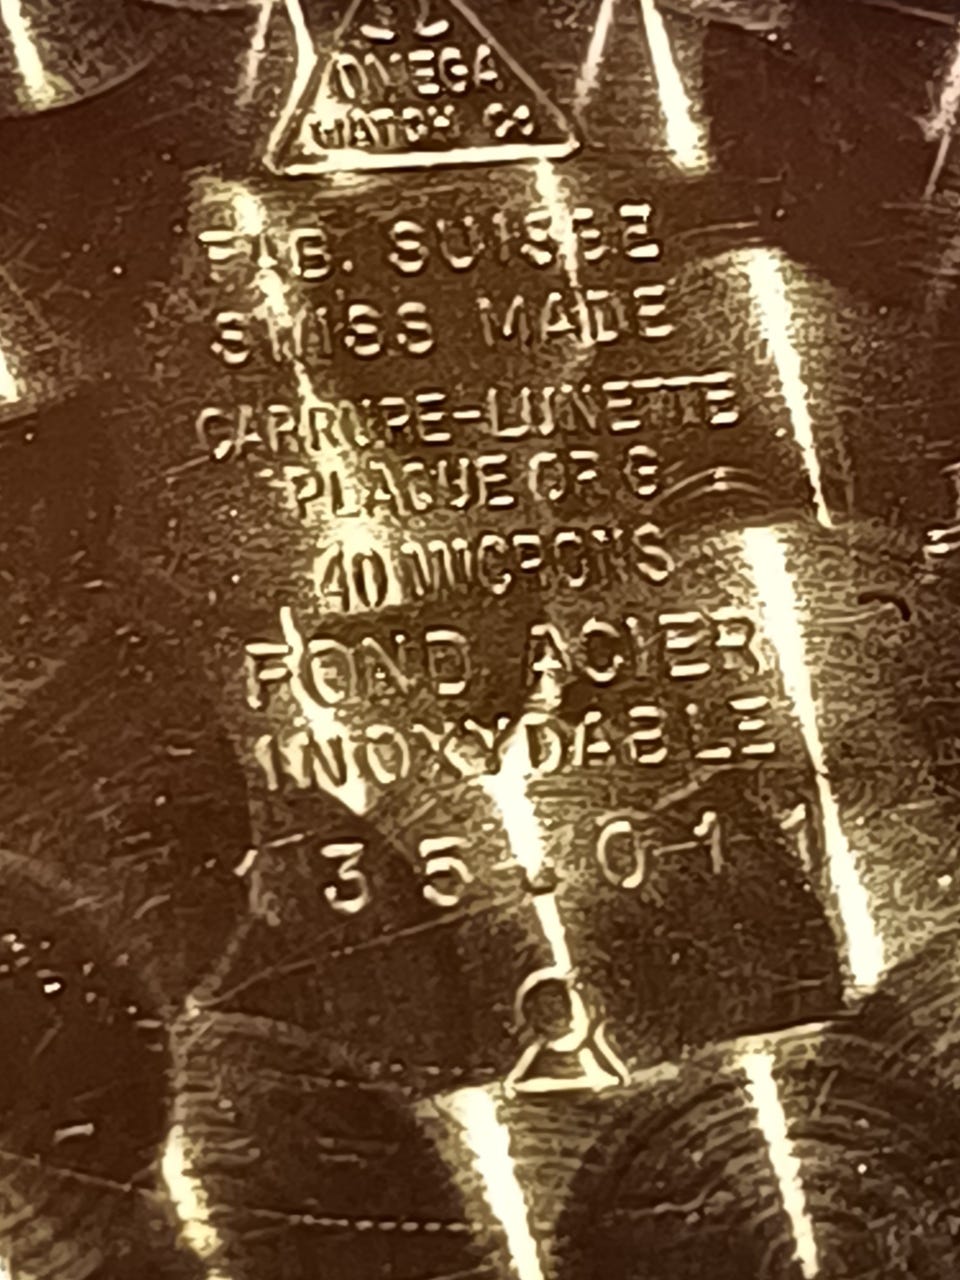 OMEGA
WATCH Co
FAB. SUISSE
SWISS MADE
CARRURE-LUNETTE
PLAQUE OR G
40 MICRONS
FOND ACIER
INOXYDABLE
135.011